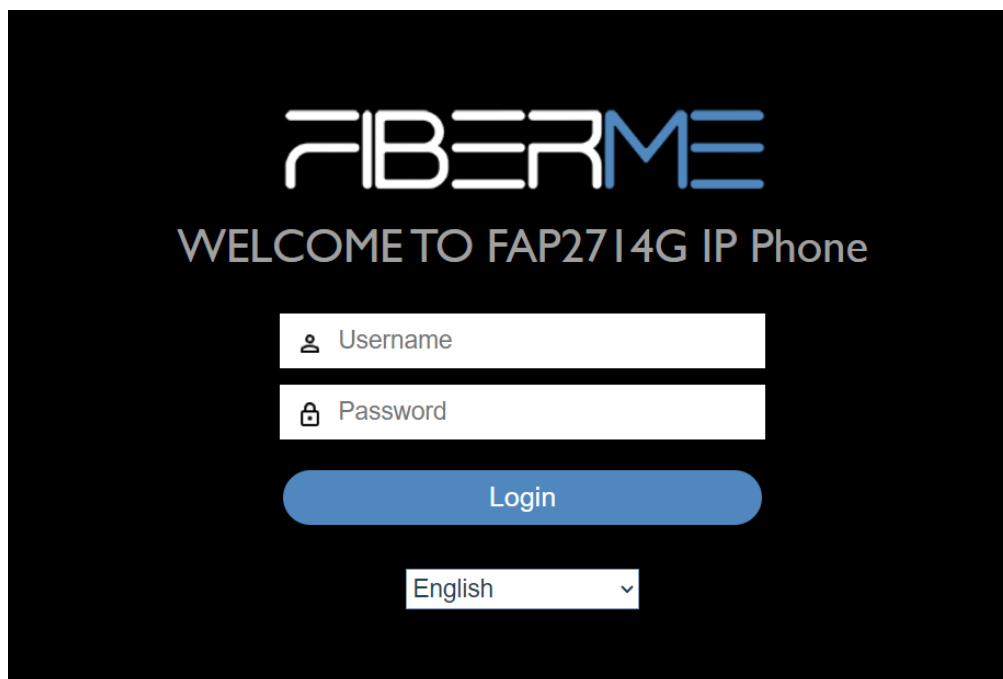 FIBERME
WELCOME TO FAP2714G IP Phone
Username
Password
Login
English